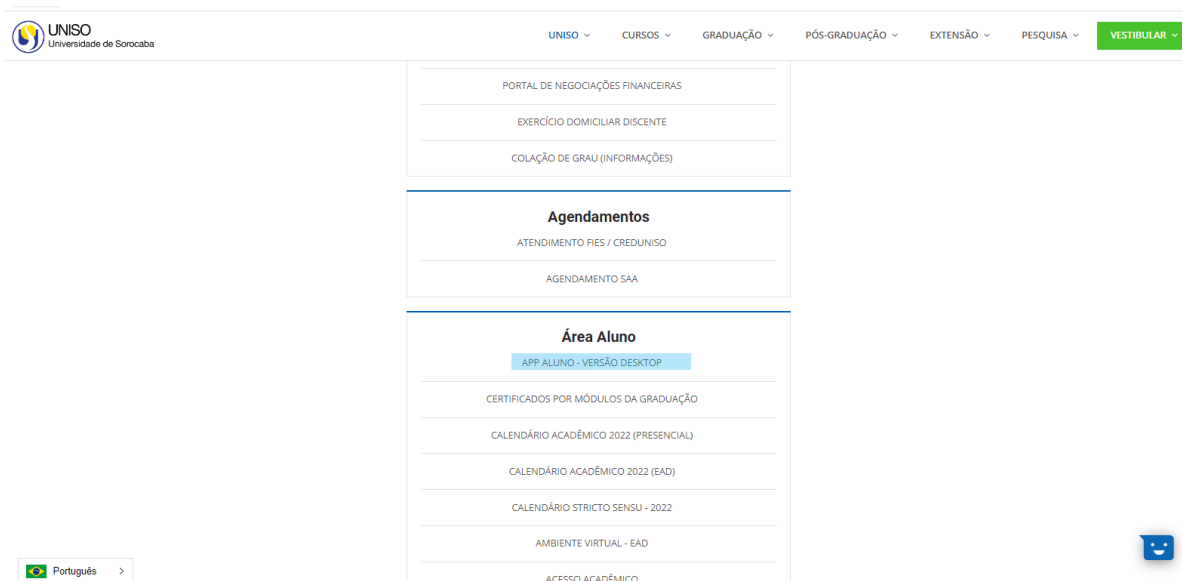 UNISO
Universidade de Sorocaba
UNISO
CURSOS
GRADUAÇÃO
PÓS-GRADUAÇÃO
EXTENSÃO
PESQUISA
VESTIBULAR
PORTAL DE NEGOCIAÇÕES FINANCEIRAS
EXERCÍCIO DOMICILIAR DISCENTE
COLAÇÃO DE GRAU (INFORMAÇÕES)
Agendamentos
ATENDIMENTO FIES / CREDUNISO
AGENDAMENTO SAA
Área Aluno
APP ALUNO - VERSÃO DESKTOP
CERTIFICADOS POR MÓDULOS DA GRADUAÇÃO
CALENDÁRIO ACADÊMICO 2022 (PRESENCIAL)
CALENDÁRIO ACADÊMICO 2022 (EAD)
CALENDÁRIO STRICTO SENSU - 2022
AMBIENTE VIRTUAL - EAD
ACESSO ACADÊMICO
Português